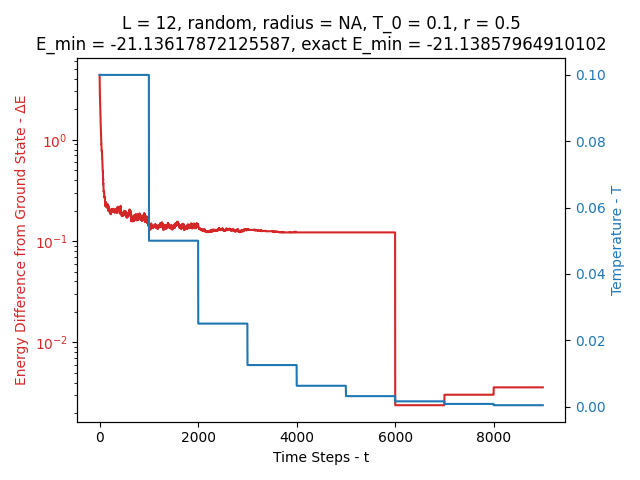 L = 12, random, radius = NA, T_0 = 0.1, r = 0.5
E_min = -21.13617872125587, exact E_min = -21.13857964910102
Energy Difference from Ground State - ΔE
10⁰
10⁻¹
10⁻²
0.10
0.08
0.06
0.04
0.02
0.00
Temperature - T
0 2000 4000 6000 8000
Time Steps - t